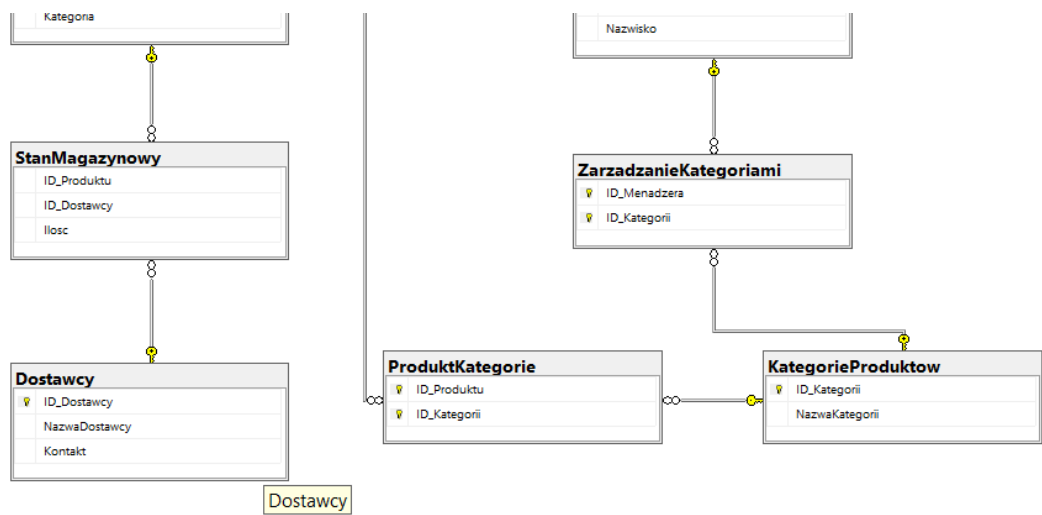 Kategoria
Nazwisko
StanMagazynowy
ID_Produktu
ID_Dostawcy
Ilosc
ZarzadzanieKategoriami
ID_Menadzera
ID_Kategorii
Dostawcy
ID_Dostawcy
NazwaDostawcy
Kontakt
ProduktKategorie
ID_Produktu
ID_Kategorii
KategorieProduktow
ID_Kategorii
NazwaKategorii
Dostawcy